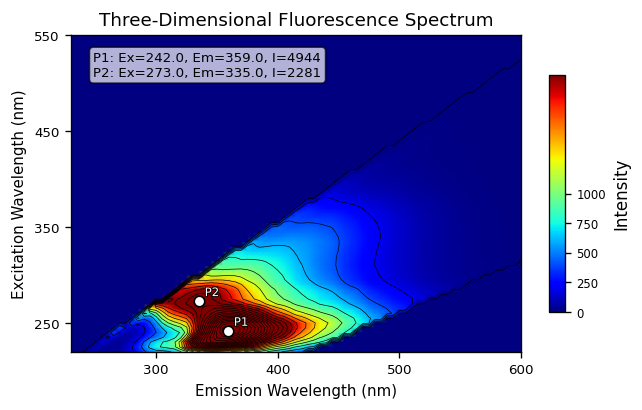 Three-Dimensional Fluorescence Spectrum
P1: Ex=242.0, Em=359.0, I=4944
P2: Ex=273.0, Em=335.0, I=2281
550
450
350
250
Excitation Wavelength (nm)
P2
P1
300
400
500
600
Emission Wavelength (nm)
1000
750
500
250
0
Intensity